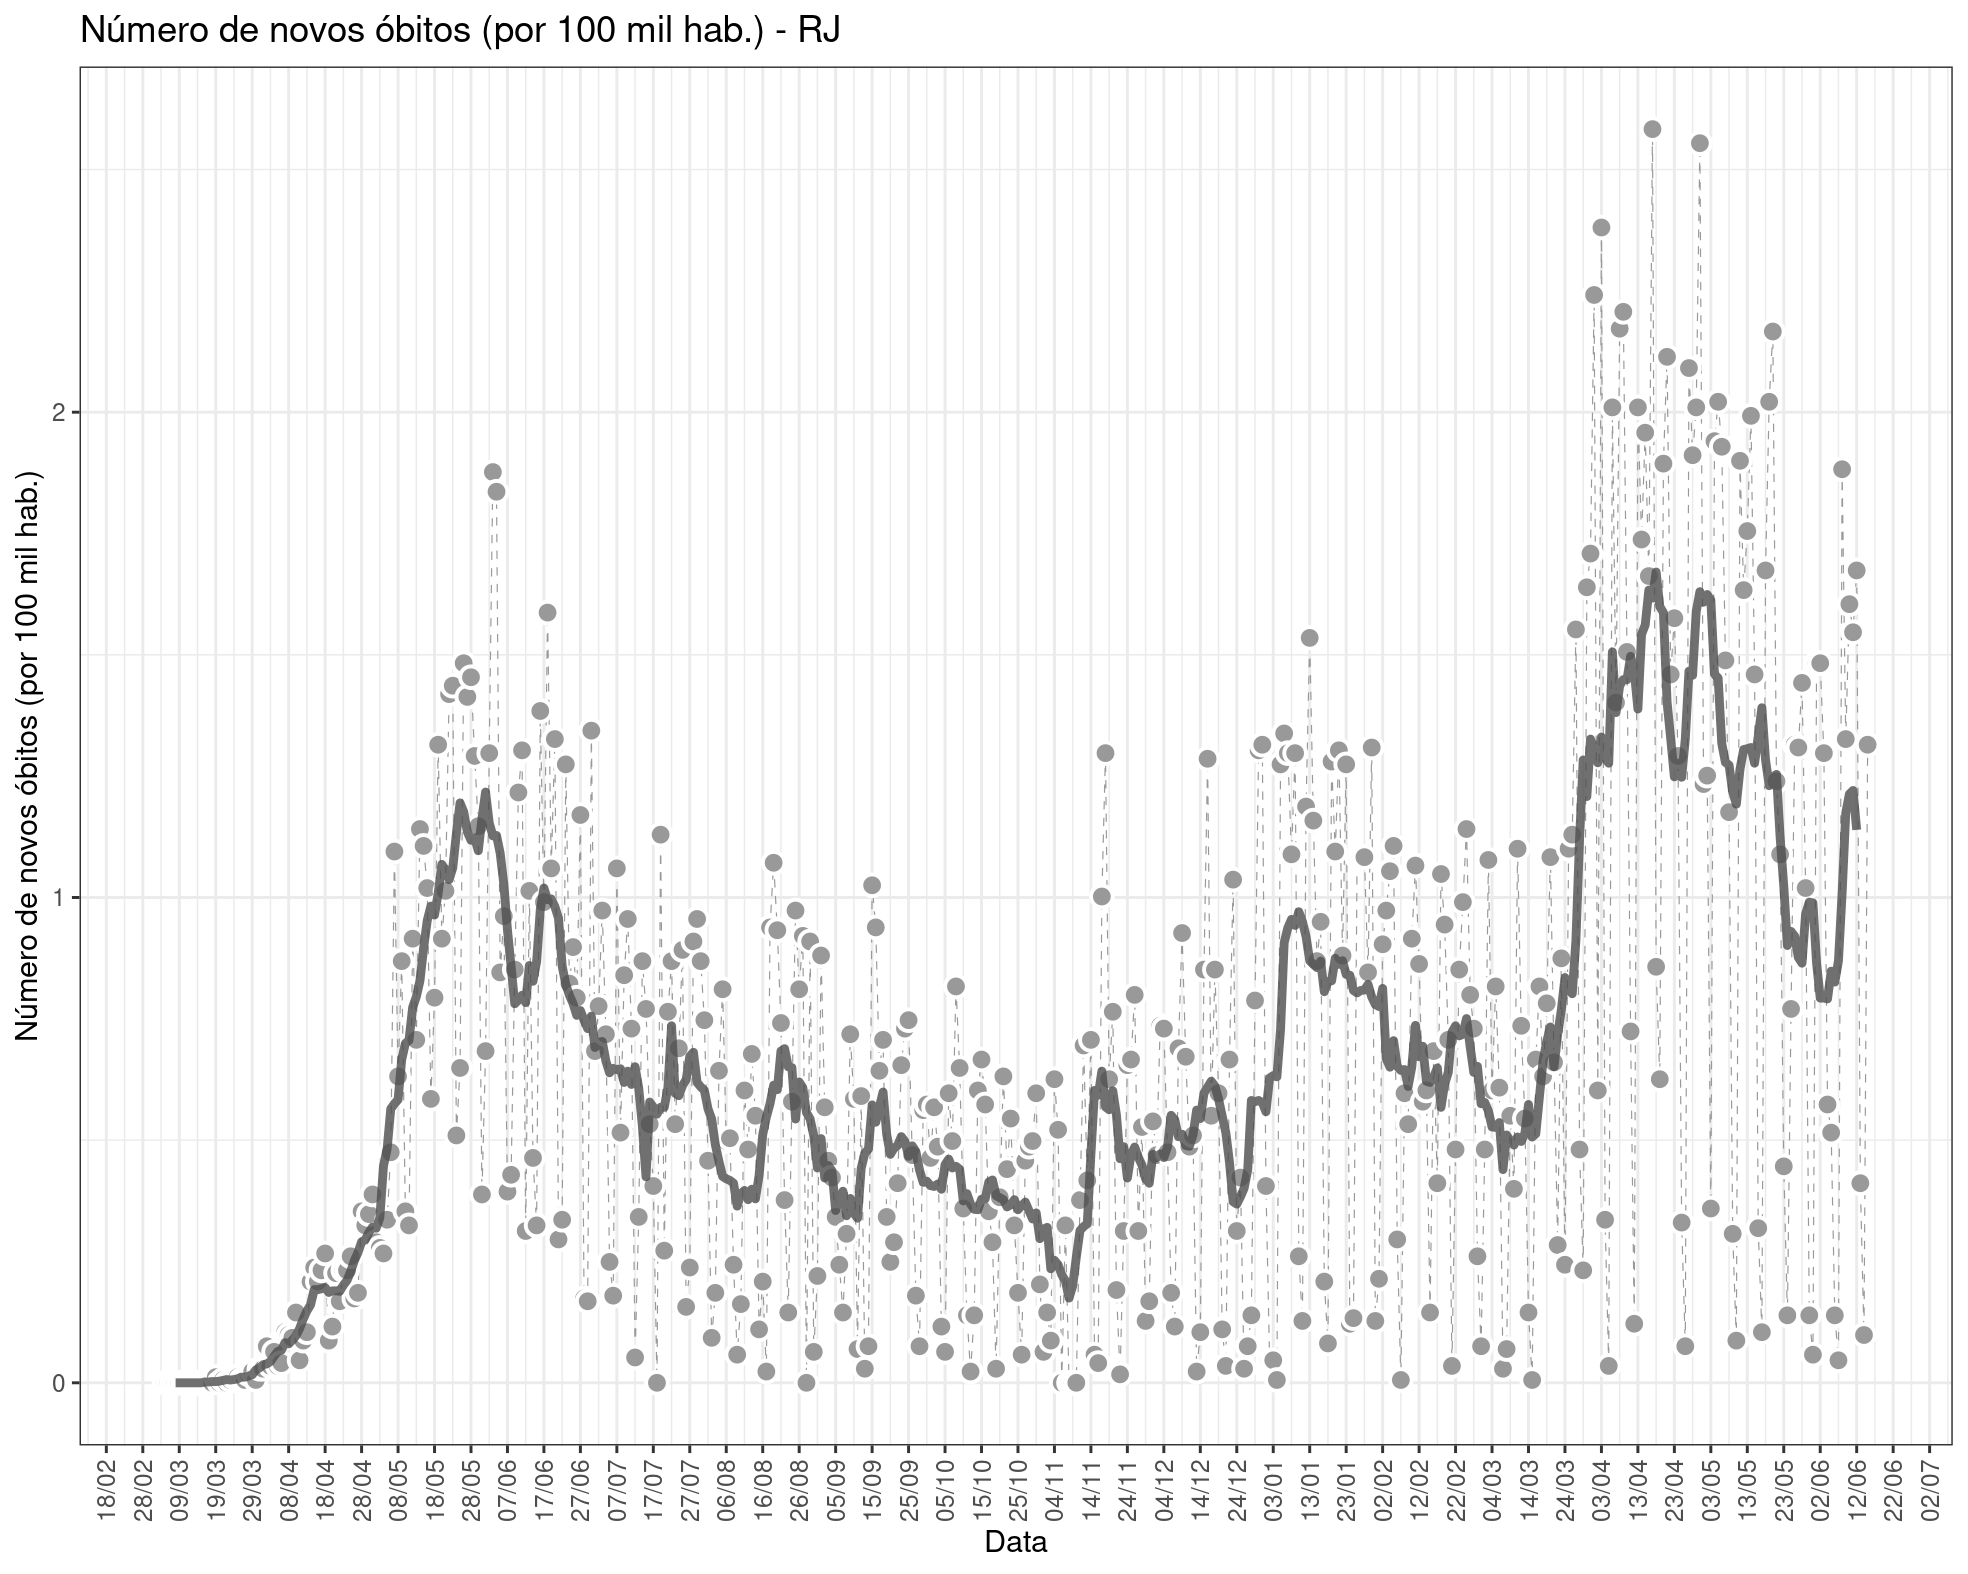 Número de novos óbitos (por 100 mil hab.) - RJ
Número de novos óbitos (por 100 mil hab.)
2
1
0
18/02 28/02 09/03 19/03 29/03 08/04 18/04 28/04 08/05 18/05 28/05 07/06 17/06 27/06 07/07 17/07 27/07 06/08 16/08 26/08 05/09 15/09 25/09 05/10 15/10 25/10 04/11 14/11 24/11 04/12 14/12 24/12 03/01 13/01 23/01 02/02 12/02 22/02 04/03 14/03 24/03 03/04 13/04 23/04 03/05 13/05 23/05 02/06 12/06 22/06 02/07
Data